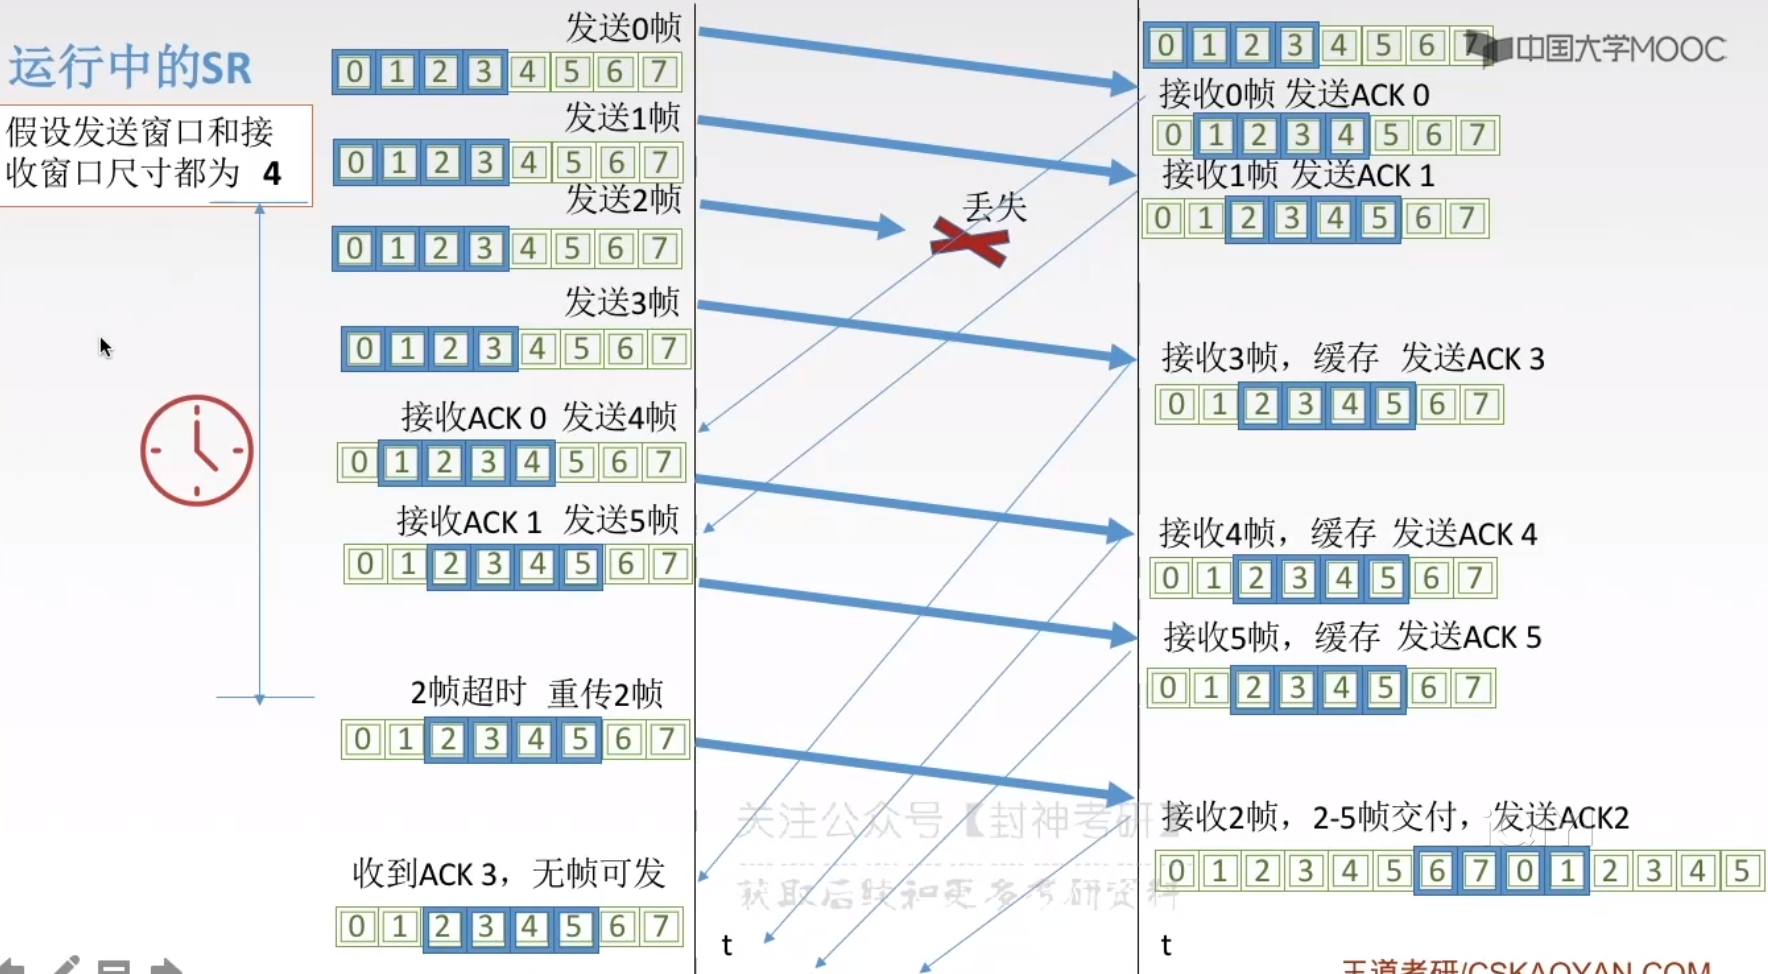 运行中的SR
假设发送窗口和接
收窗口尺寸都为 4
发送0帧
0 1 2 3 4 5 6 7
发送1帧
0 1 2 3 4 5 6 7
发送2帧
0 1 2 3 4 5 6 7
发送3帧
0 1 2 3 4 5 6 7
接收ACK 0 发送4帧
0 1 2 3 4 5 6 7
接收ACK 1 发送5帧
0 1 2 3 4 5 6 7
2帧超时 重传2帧
0 1 2 3 4 5 6 7
收到ACK 3，无帧可发
0 1 2 3 4 5 6 7
丢失
关注公众号【封神考研】
获取后续和更多考研资料
t
0 1 2 3 4 5 6 7
中国大学MOOC
接收0帧 发送ACK 0
0 1 2 3 4 5 6 7
接收1帧 发送ACK 1
0 1 2 3 4 5 6 7
接收3帧，缓存 发送ACK 3
0 1 2 3 4 5 6 7
接收4帧，缓存 发送ACK 4
0 1 2 3 4 5 6 7
接收5帧，缓存 发送ACK 5
0 1 2 3 4 5 6 7
接收2帧，2-5帧交付，发送ACK2
0 1 2 3 4 5 6 7 0 1 2 3 4 5
t
王道考研/CSKAOYAN.COM